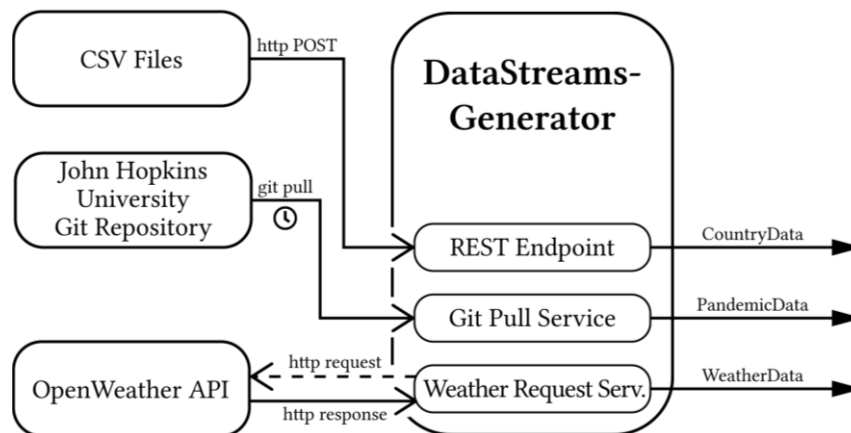 CSV Files
http POST
DataStreams-
Generator
John Hopkins
University
Git Repository
git pull
REST Endpoint
CountryData
Git Pull Service
PandemicData
OpenWeather API
http request
http response
Weather Request Serv.
WeatherData